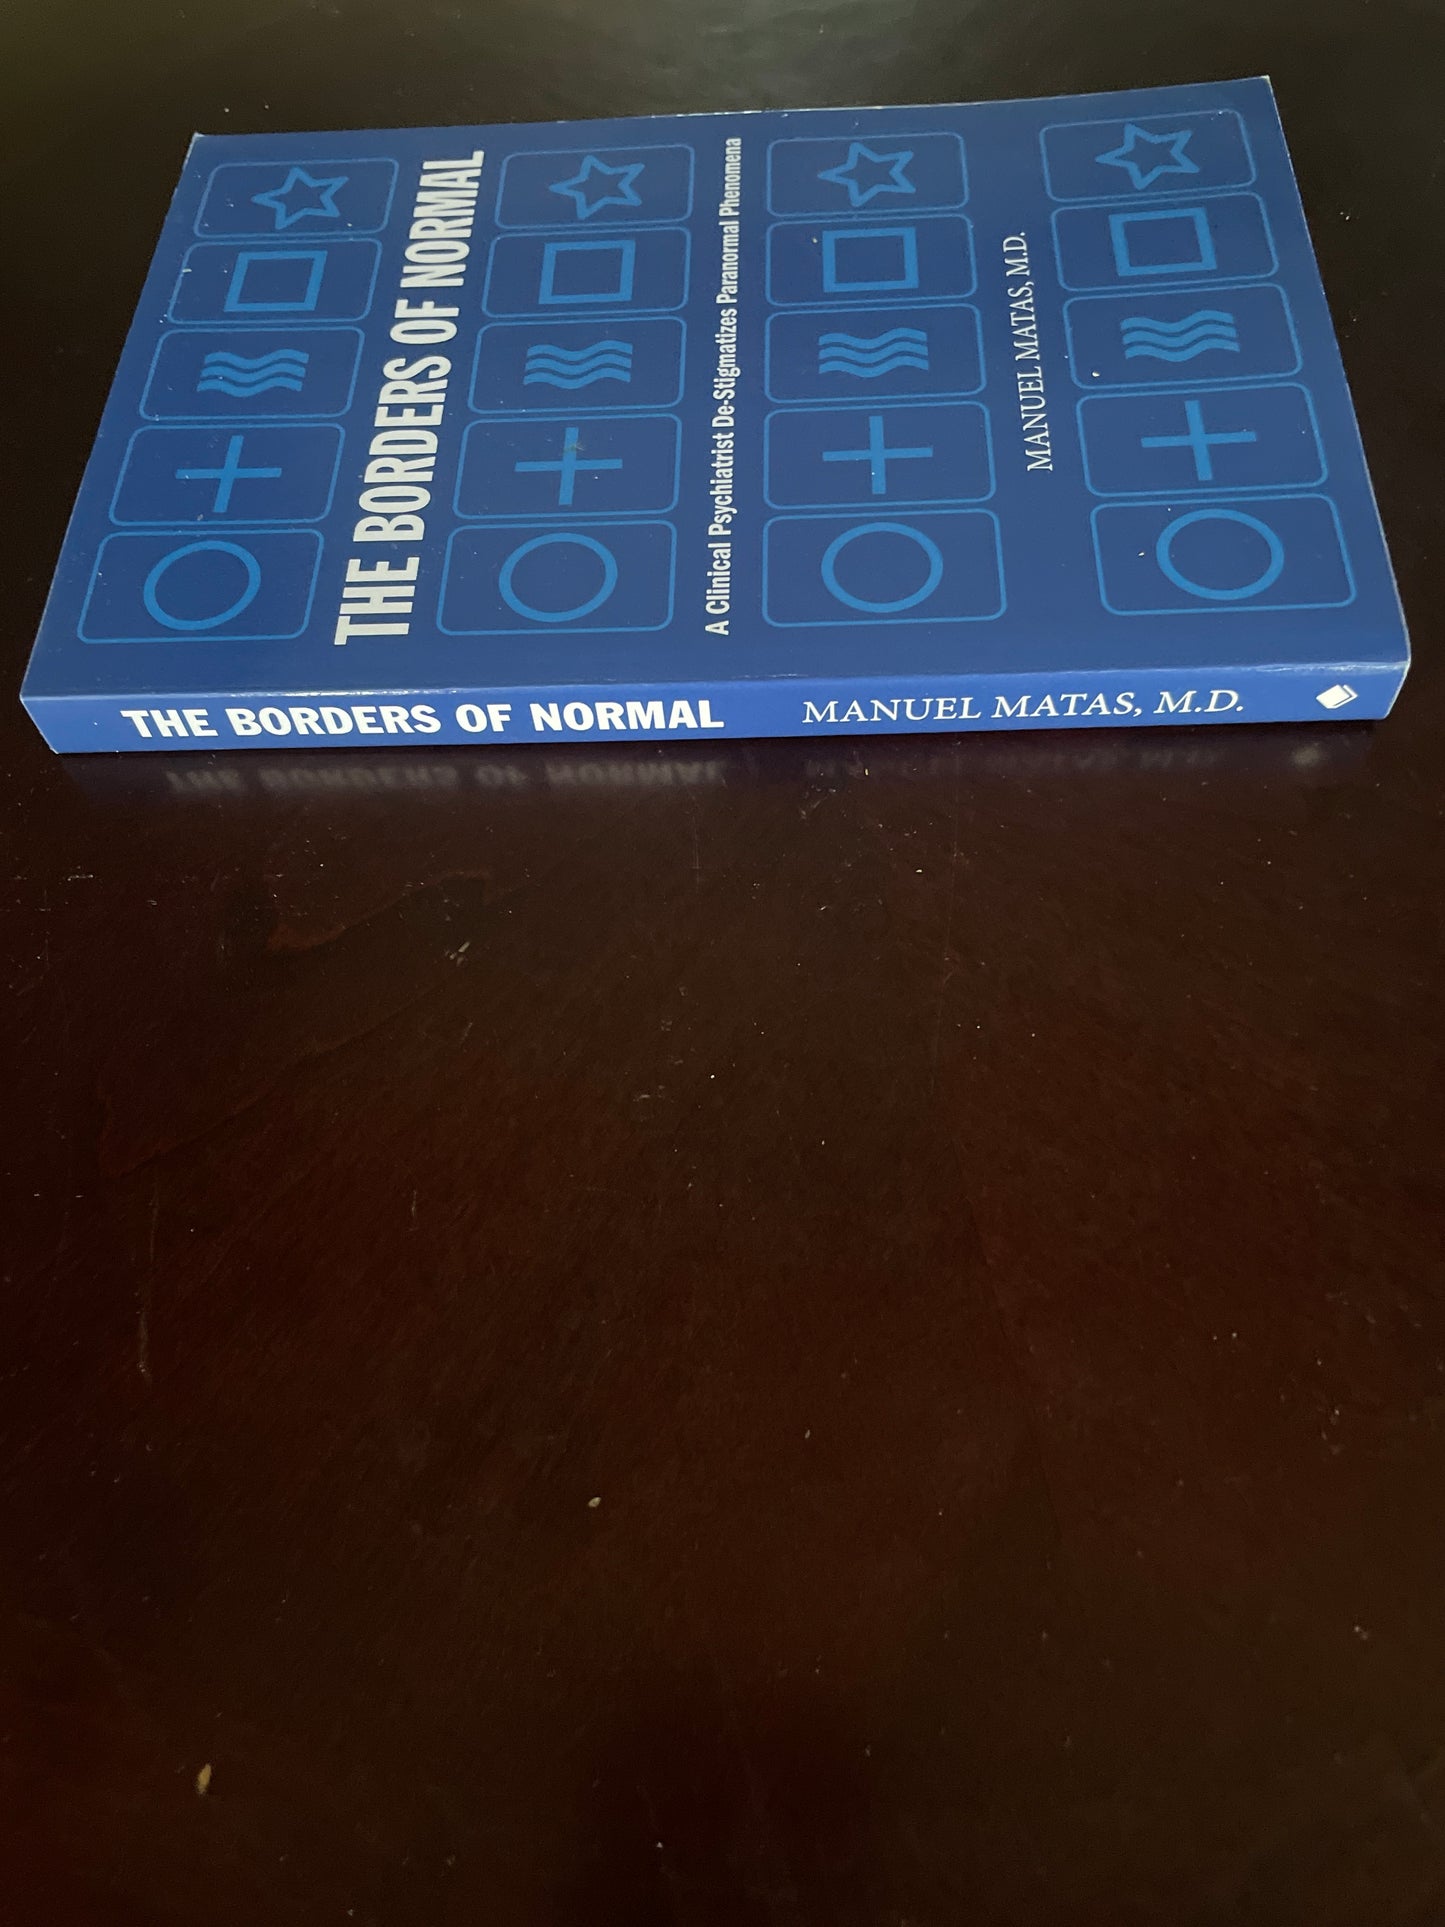 THE BORDERS OF NORMAL
A Clinical Psychiatrist De-Stigmatizes Paranormal Phenomena
MANUEL MATAS, M.D.
THE BORDERS OF NORMAL MANUEL MATAS, M.D.